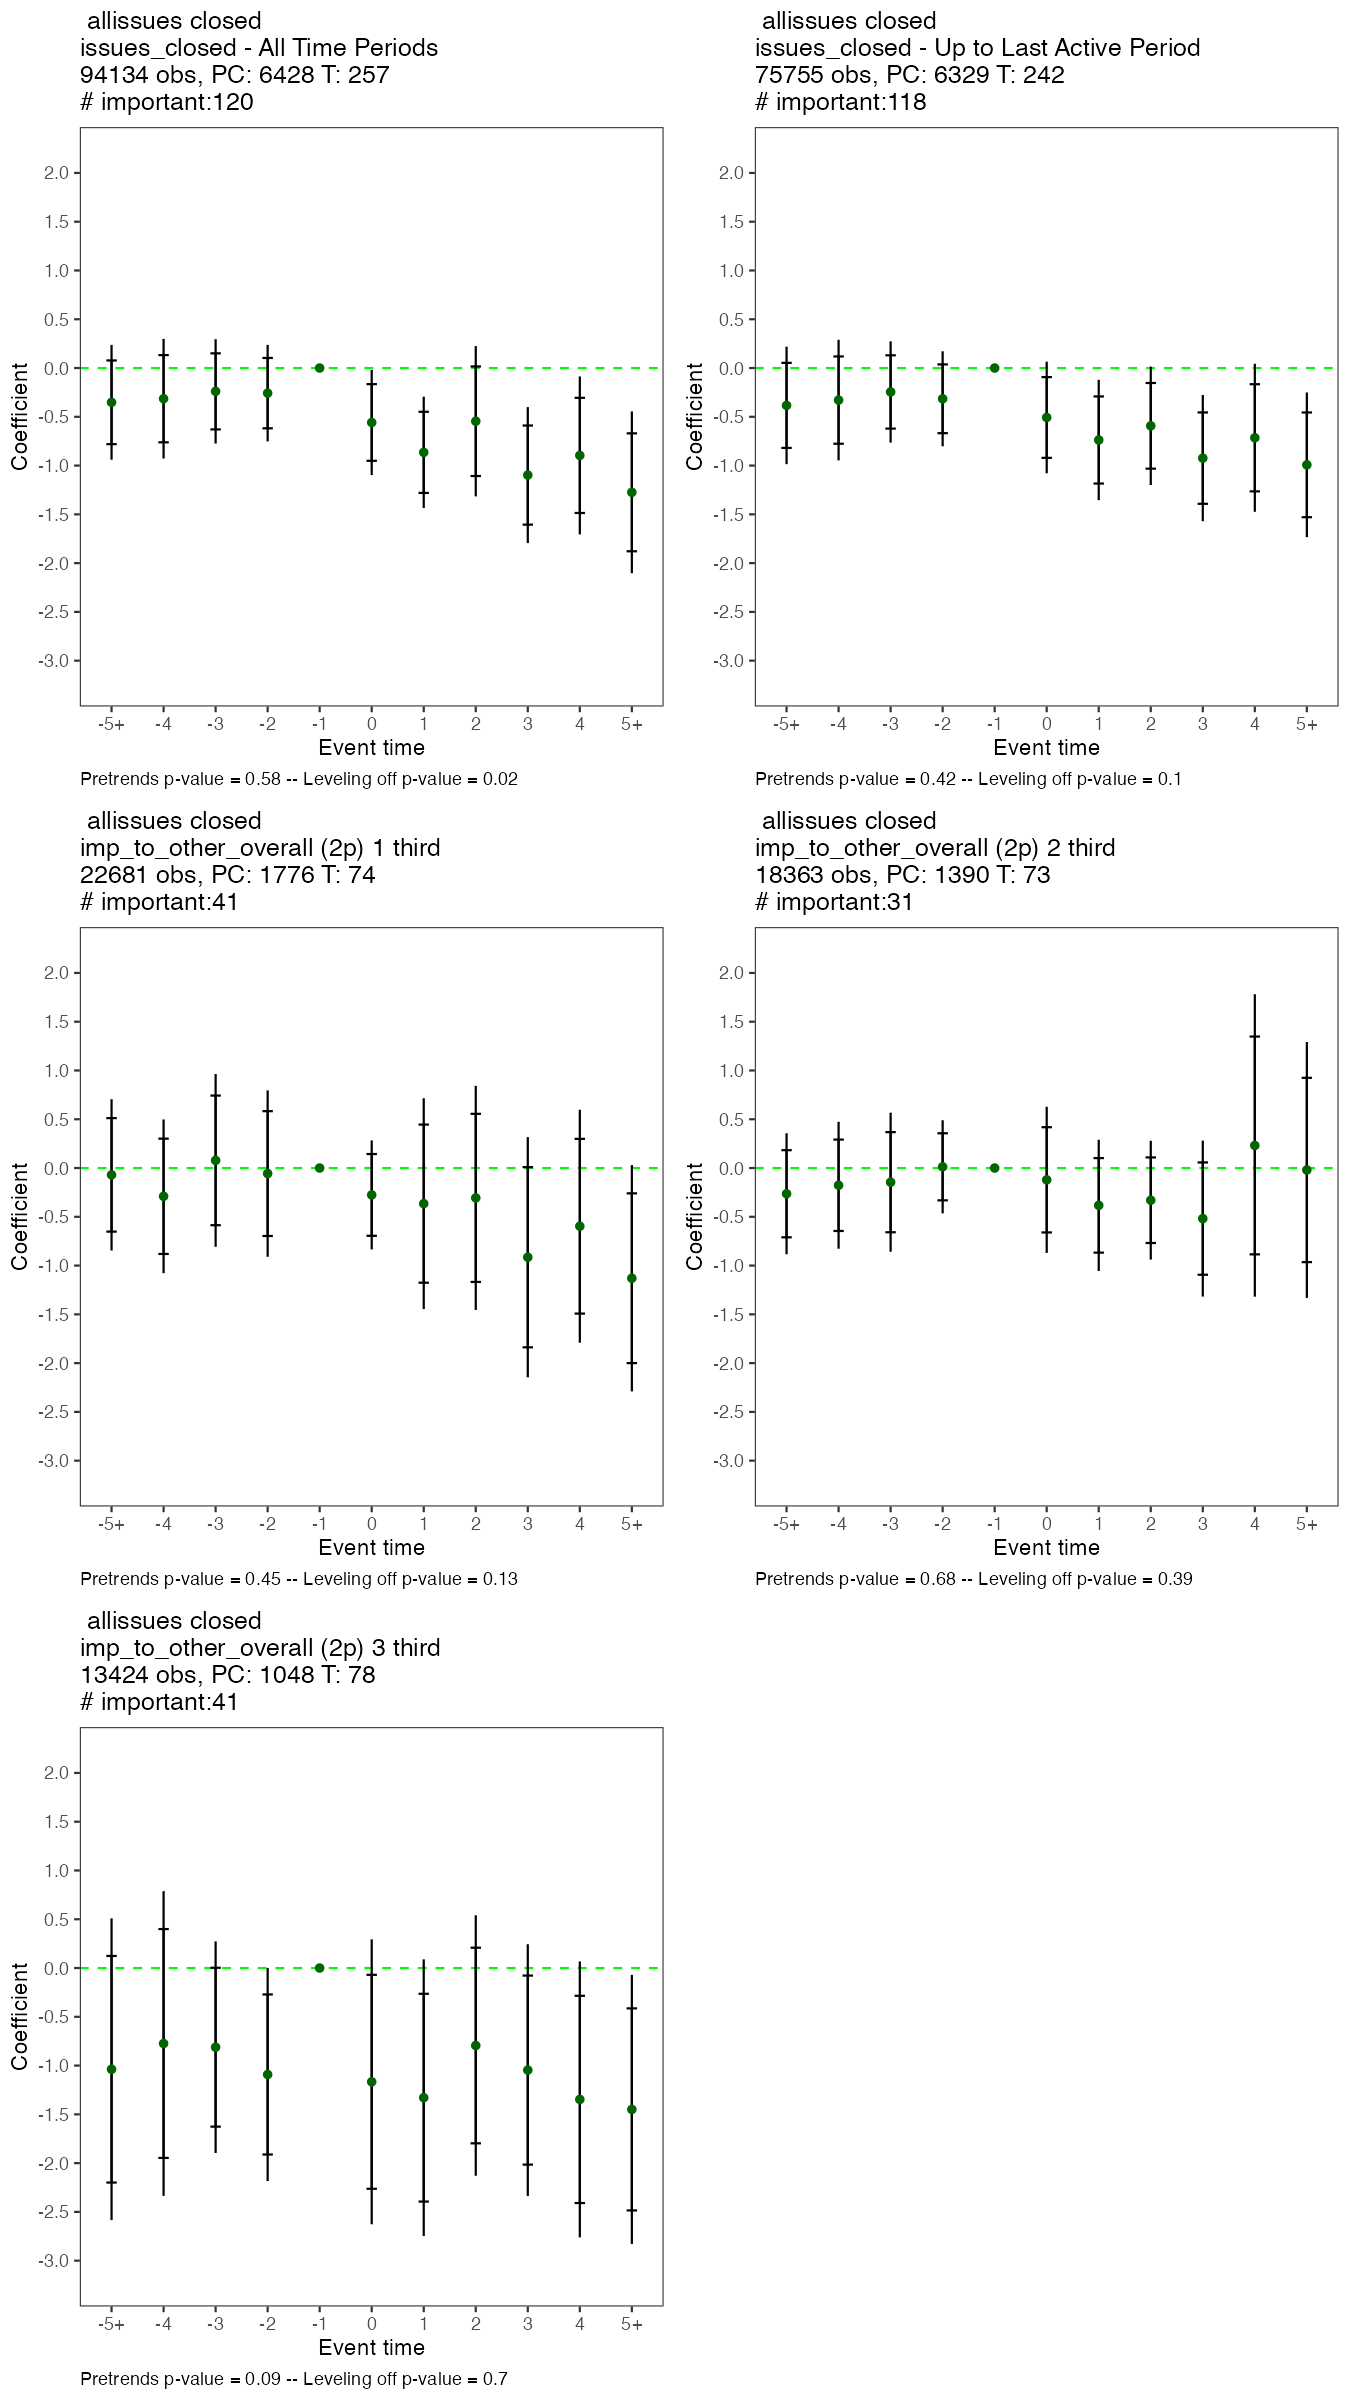 allissues closed
issues_closed - All Time Periods
94134 obs, PC: 6428 T: 257
# important:120
2.0
1.5
1.0
0.5
0.0
-0.5
-1.0
-1.5
-2.0
-2.5
-3.0
Coefficient
-5+ -4 -3 -2 -1 0 1 2 3 4 5+
Event time
Pretrends p-value = 0.58 -- Leveling off p-value = 0.02
allissues closed
issues_closed - Up to Last Active Period
75755 obs, PC: 6329 T: 242
# important:118
2.0
1.5
1.0
0.5
0.0
-0.5
-1.0
-1.5
-2.0
-2.5
-3.0
Coefficient
-5+ -4 -3 -2 -1 0 1 2 3 4 5+
Event time
Pretrends p-value = 0.42 -- Leveling off p-value = 0.1
allissues closed
imp_to_other_overall (2p) 1 third
22681 obs, PC: 1776 T: 74
# important:41
2.0
1.5
1.0
0.5
0.0
-0.5
-1.0
-1.5
-2.0
-2.5
-3.0
Coefficient
-5+ -4 -3 -2 -1 0 1 2 3 4 5+
Event time
Pretrends p-value = 0.45 -- Leveling off p-value = 0.13
allissues closed
imp_to_other_overall (2p) 2 third
18363 obs, PC: 1390 T: 73
# important:31
2.0
1.5
1.0
0.5
0.0
-0.5
-1.0
-1.5
-2.0
-2.5
-3.0
Coefficient
-5+ -4 -3 -2 -1 0 1 2 3 4 5+
Event time
Pretrends p-value = 0.68 -- Leveling off p-value = 0.39
allissues closed
imp_to_other_overall (2p) 3 third
13424 obs, PC: 1048 T: 78
# important:41
2.0
1.5
1.0
0.5
0.0
-0.5
-1.0
-1.5
-2.0
-2.5
-3.0
Coefficient
-5+ -4 -3 -2 -1 0 1 2 3 4 5+
Event time
Pretrends p-value = 0.09 -- Leveling off p-value = 0.7